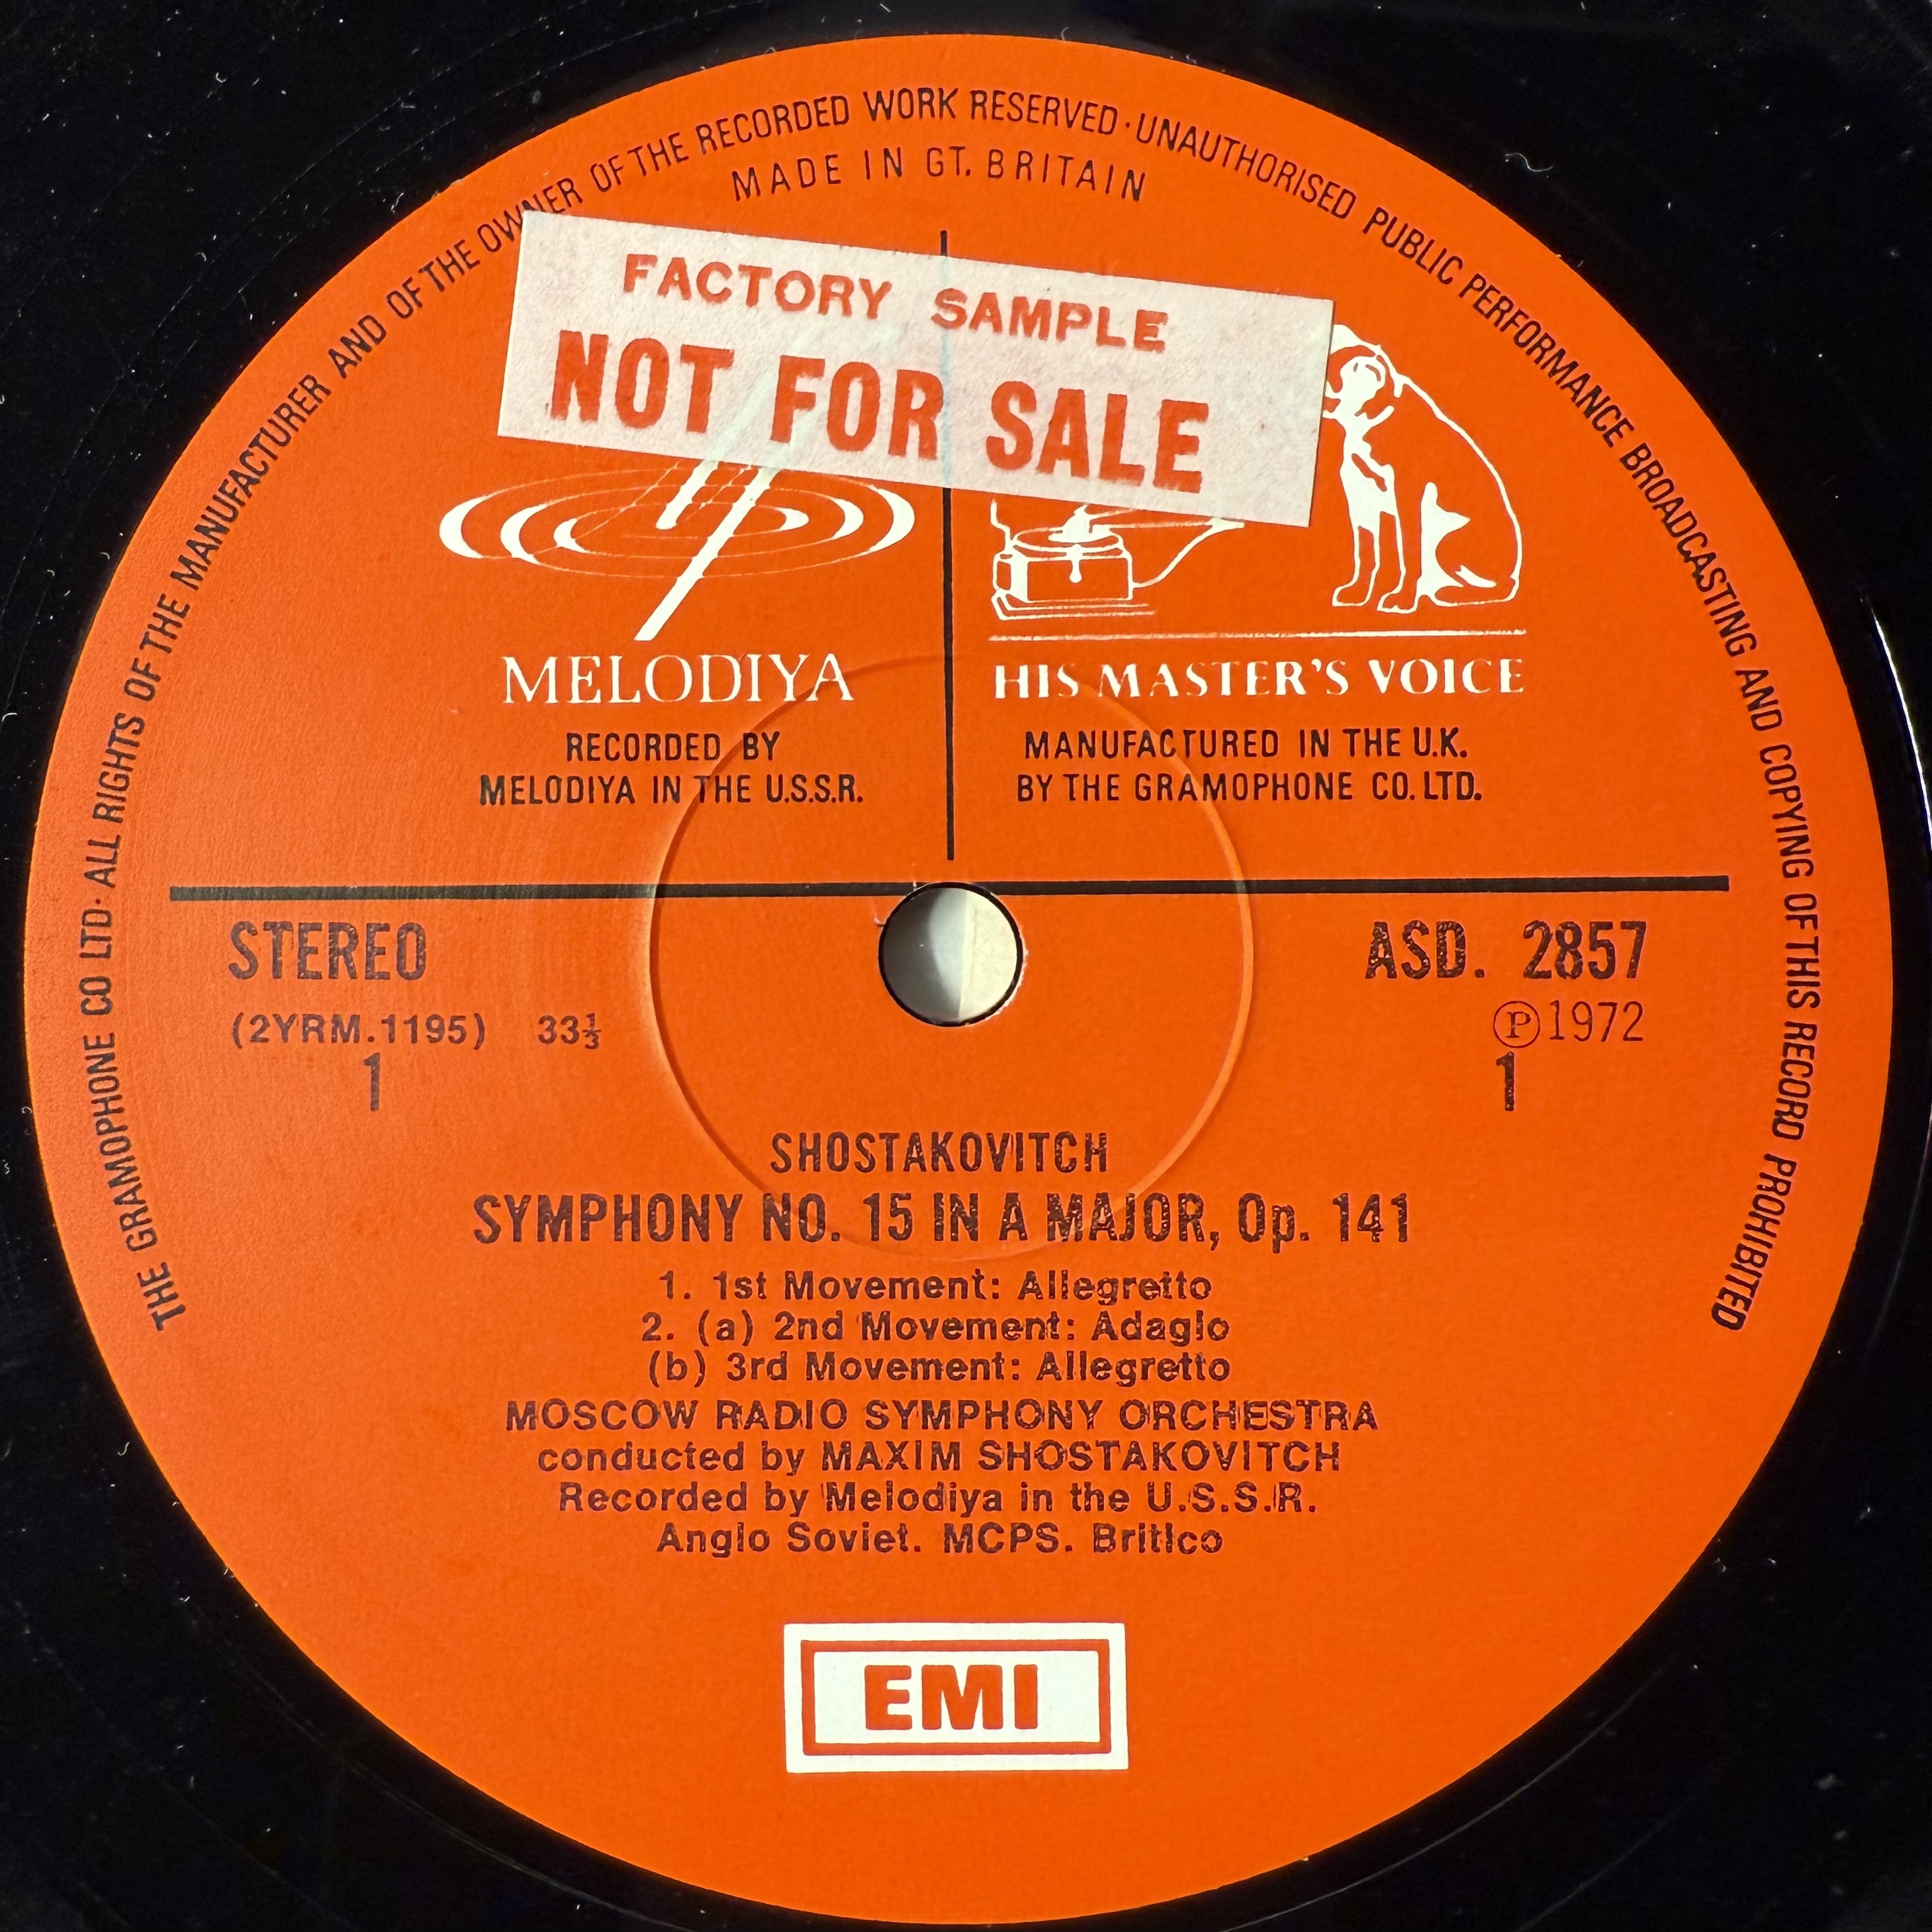 THE GRAMOPHONE CO LTD· ALL RIGHTS OF THE MANUFACTURER AND OF THE OWNER OF THE RECORDED WORK RESERVED·UNAUTHORISED PUBLIC PERFORMANCE BROADCASTING AND COPYING OF THIS RECORD PROHIBITED
MADE IN GT. BRITAIN
FACTORY SAMPLE
NOT FOR SALE
MELODIYA
RECORDED BY
MELODIYA IN THE U.S.S.R.
HIS MASTER'S VOICE
MANUFACTURED IN THE U.K.
BY THE GRAMOPHONE CO. LTD.
STEREO
(2YRM.1195) 33⅓
1
ASD. 2857
Ⓟ1972
1
SHOSTAKOVITCH
SYMPHONY NO. 15 IN A MAJOR, Op. 141
1. 1st Movement: Allegretto
2. (a) 2nd Movement: Adagio
(b) 3rd Movement: Allegretto
MOSCOW RADIO SYMPHONY ORCHESTRA
conducted by MAXIM SHOSTAKOVITCH
Recorded by Melodiya in the U.S.S.R.
Anglo Soviet. MCPS. Britico
EMI